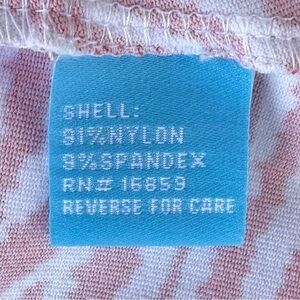 SHELL:
91%NYLON
9%SPANDEX
RN# 16859
REVERSE FOR CARE